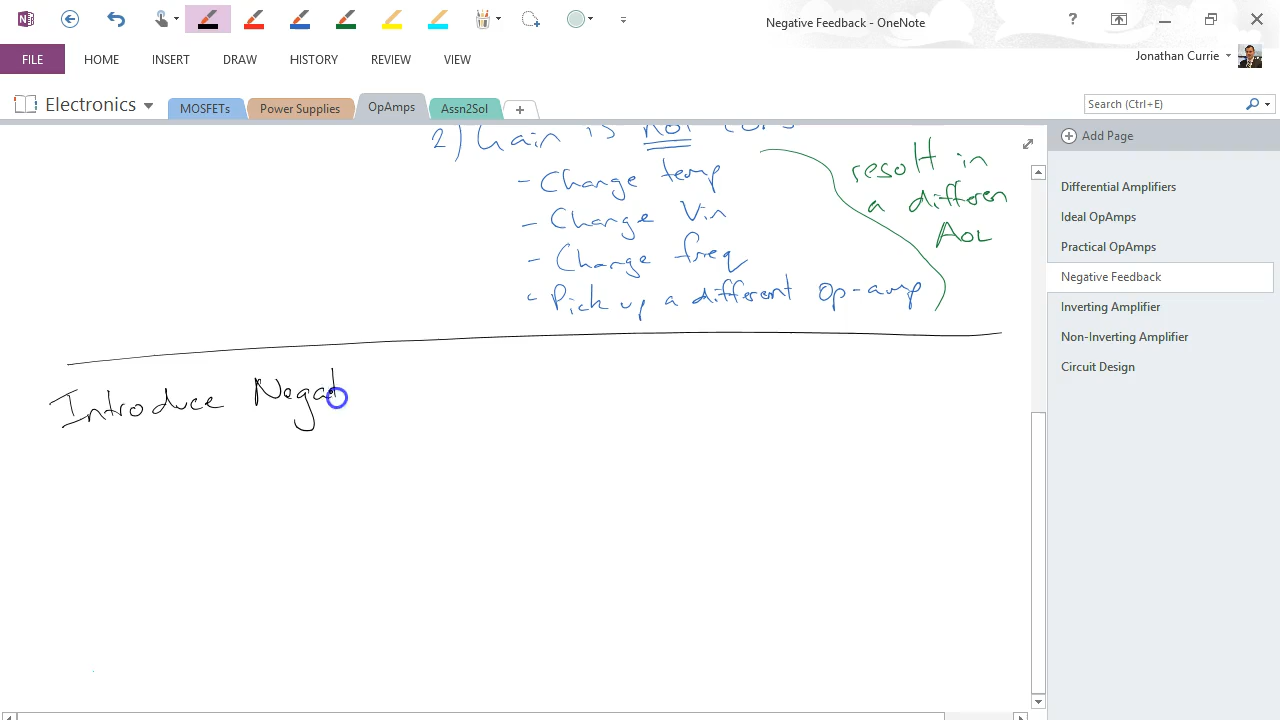 Negative Feedback - OneNote
?
FILE
HOME
INSERT
DRAW
HISTORY
REVIEW
VIEW
Jonathan Currie
Electronics
MOSFETs
Power Supplies
OpAmps
Assn2Sol
+
Search (Ctrl+E)
Add Page
Differential Amplifiers
Ideal OpAmps
Practical OpAmps
Negative Feedback
Inverting Amplifier
Non-Inverting Amplifier
Circuit Design
2) Gain is not cons
- Change temp
- Change Vin
- Change freq
- Pick up a different op-amp
result in
a differen
AOL
Introduce Negat